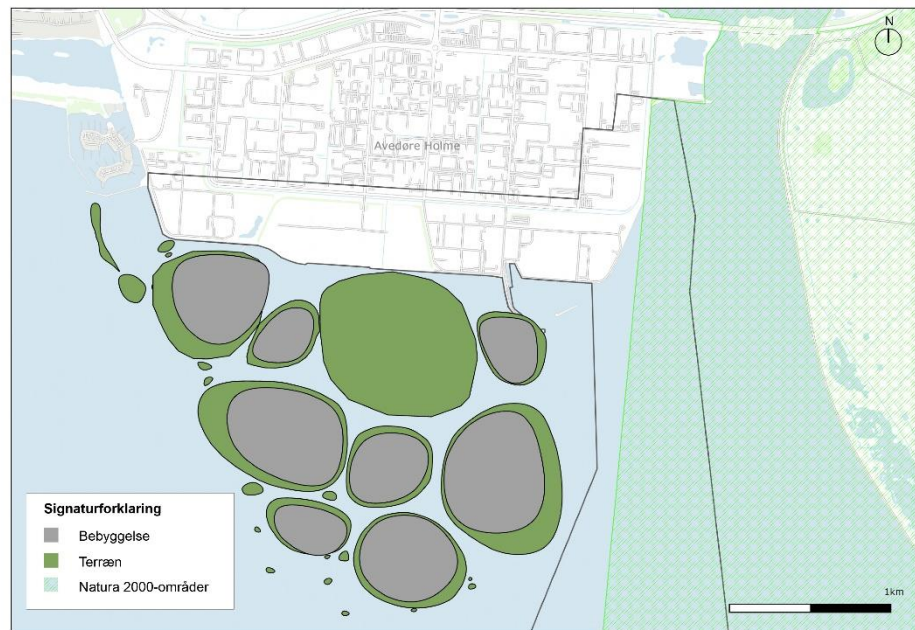 N
Avedøre Holme
Signaturforklaring
Bebyggelse
Terræn
Natura 2000-områder
1km